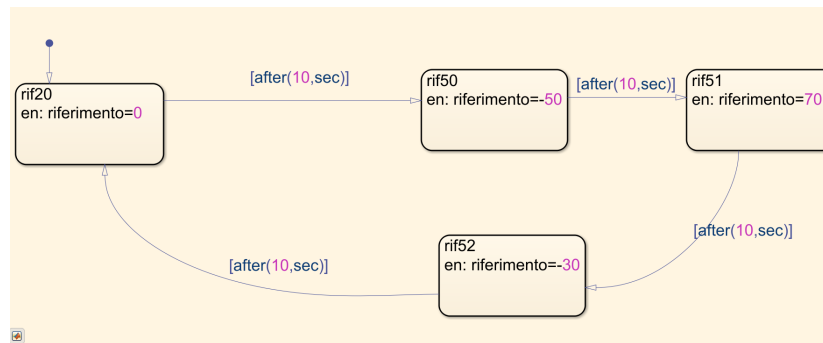 [after(10,sec)]
rif20
en: riferimento=0
rif50
en: riferimento=-50
[after(10,sec)]
rif51
en: riferimento=70
[after(10,sec)]
rif52
en: riferimento=-30
[after(10,sec)]